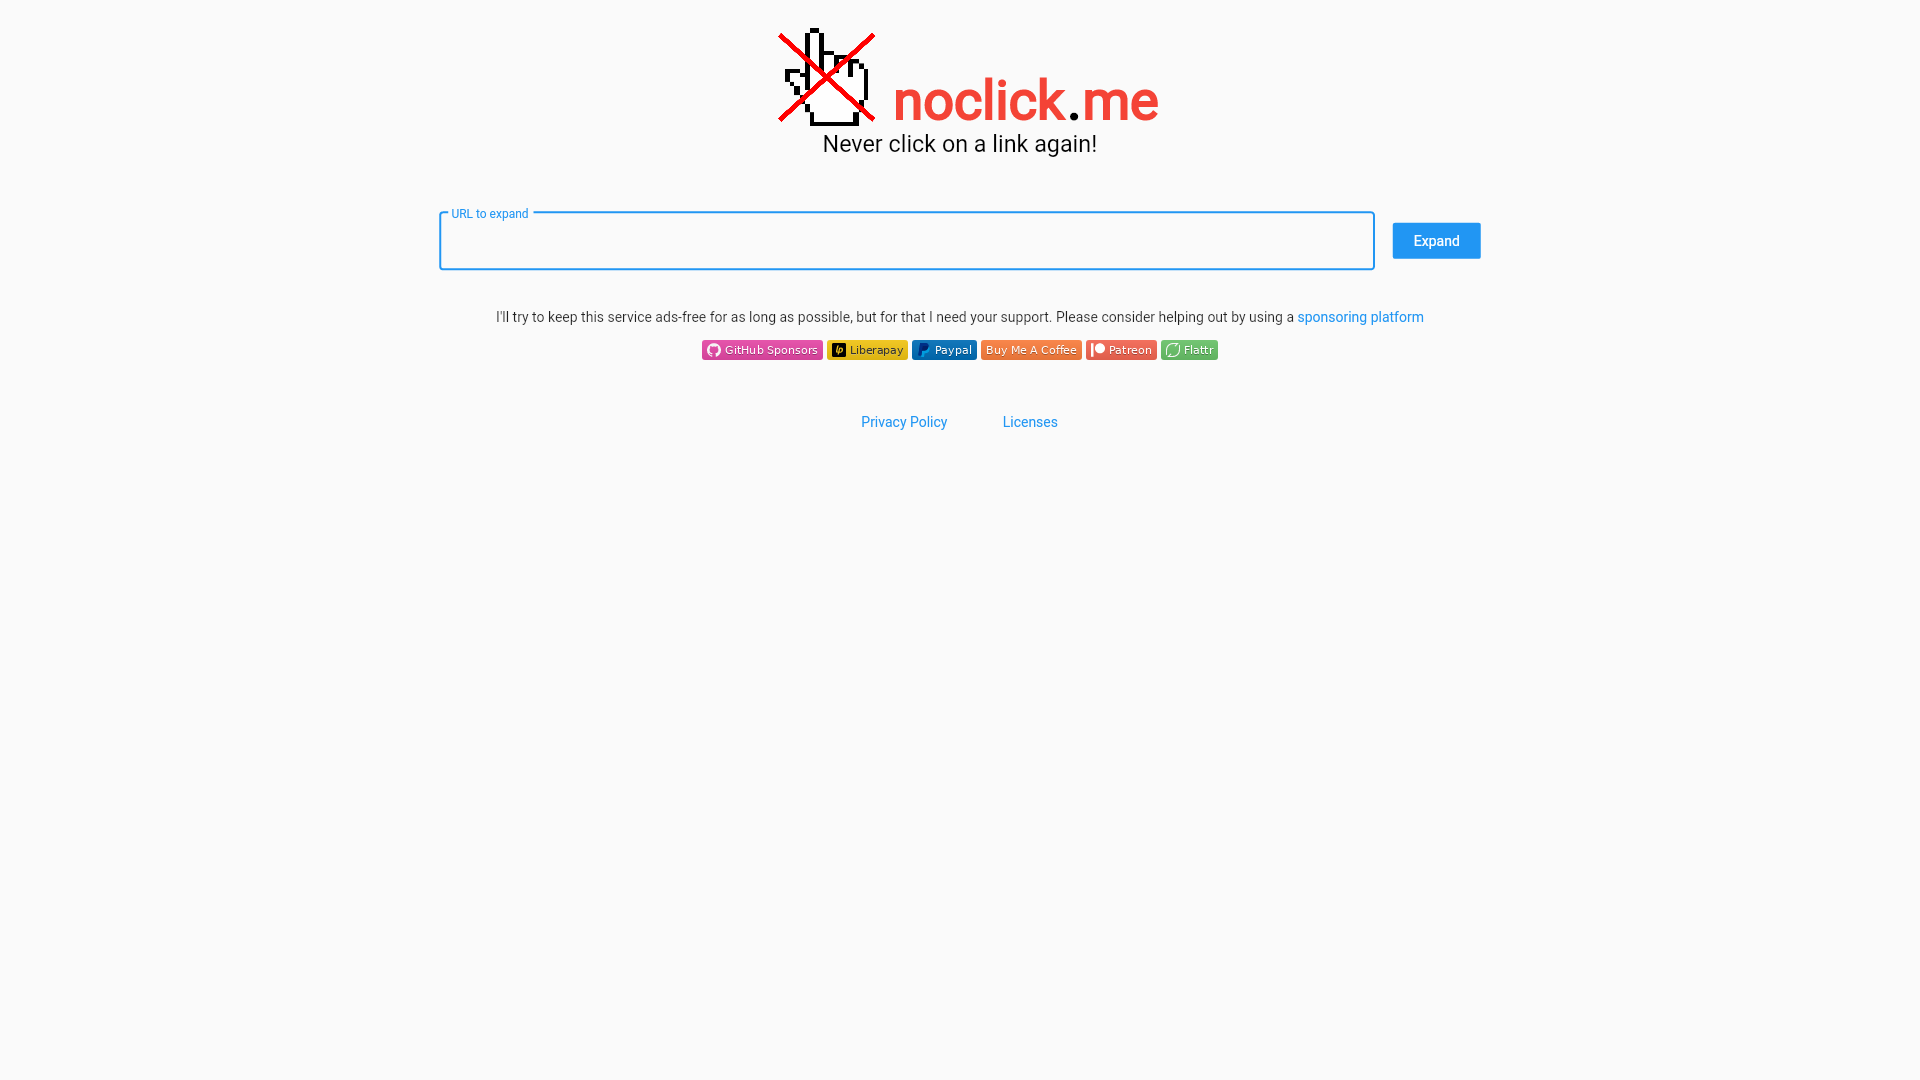 noclick.me
Never click on a link again!
URL to expand
Expand
I'll try to keep this service ads-free for as long as possible, but for that I need your support. Please consider helping out by using a sponsoring platform
GitHub Sponsors Liberapay Paypal Buy Me A Coffee Patreon Flattr
Privacy Policy Licenses